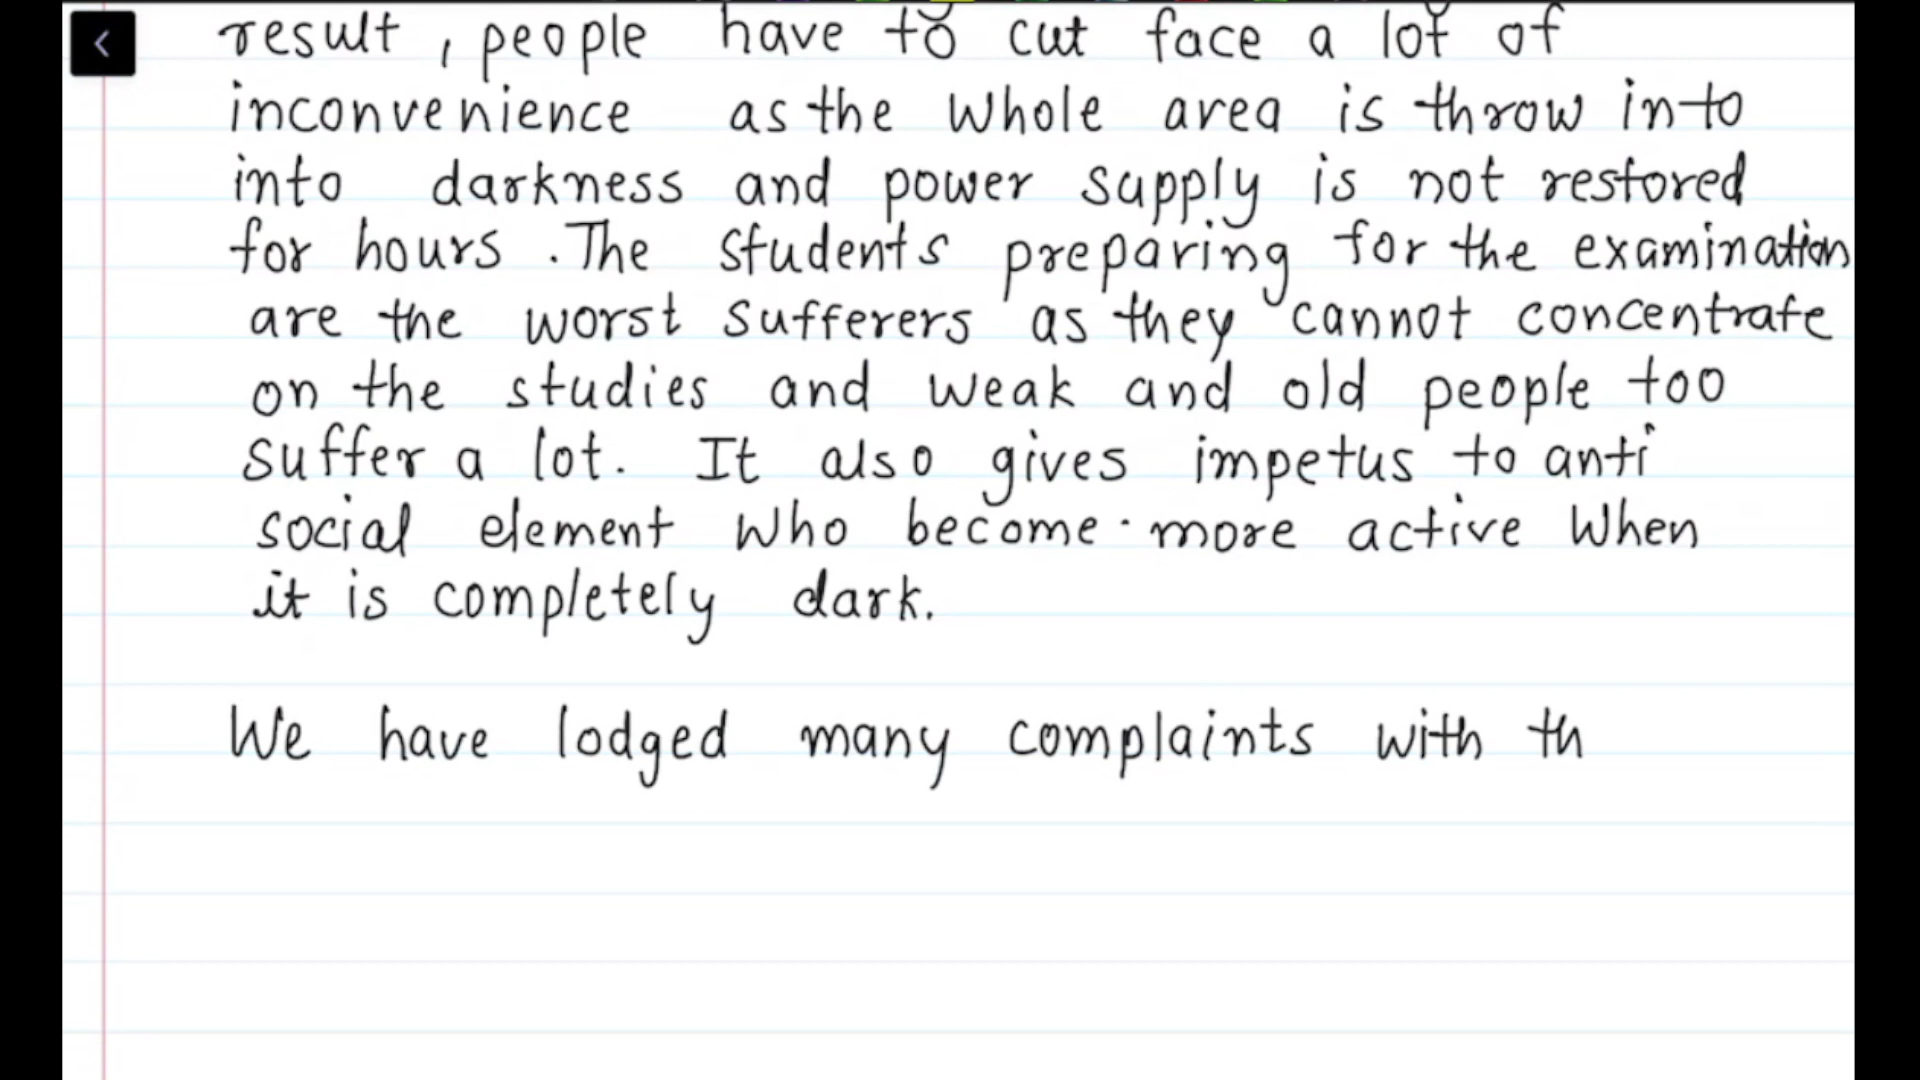 result, people have to cut face a lot of
inconvenience as the whole area is throw into
into darkness and power supply is not restored
for hours. The students preparing for the examination
are the worst sufferers as they cannot concentrate
on the studies and weak and old people too
suffer a lot. It also gives impetus to anti
social element who become more active when
it is completely dark.
We have lodged many complaints with th